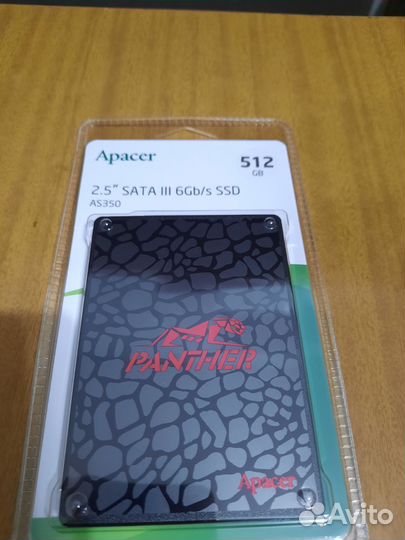 Apacer
512
GB
2.5" SATA III 6Gb/s SSD
AS350
PANTHER
Apacer
Avito